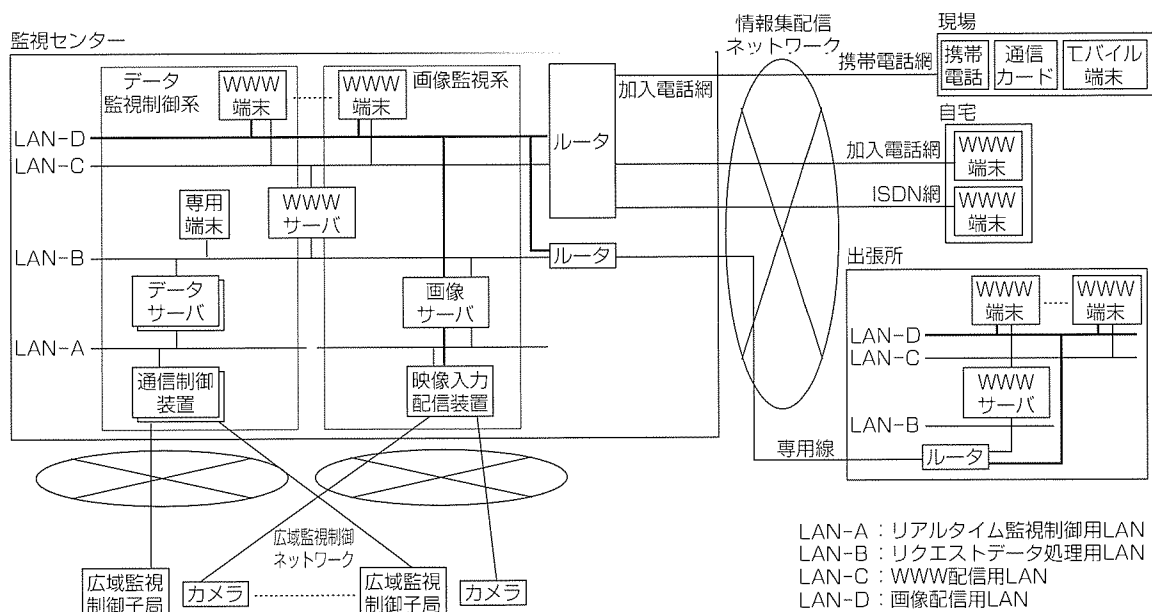 監視センター
データ
監視制御系
WWW
端末
WWW
端末
画像監視系
LAN-D
LAN-C
専用
端末
WWW
サーバ
LAN-B
データ
サーバ
画像
サーバ
LAN-A
通信制御
装置
映像入力
配信装置
ルータ
ルータ
加入電話網
情報集配信
ネットワーク
携帯電話網
加入電話網
ISDN網
専用線
現場
携帯
電話
通信
カード
モバイル
端末
自宅
WWW
端末
WWW
端末
出張所
WWW
端末
WWW
端末
LAN-D
LAN-C
WWW
サーバ
LAN-B
ルータ
広域監視制御
ネットワーク
広域監視
制御子局
カメラ
広域監視
制御子局
カメラ
LAN-A：リアルタイム監視制御用LAN
LAN-B：リクエストデータ処理用LAN
LAN-C：WWW配信用LAN
LAN-D：画像配信用LAN